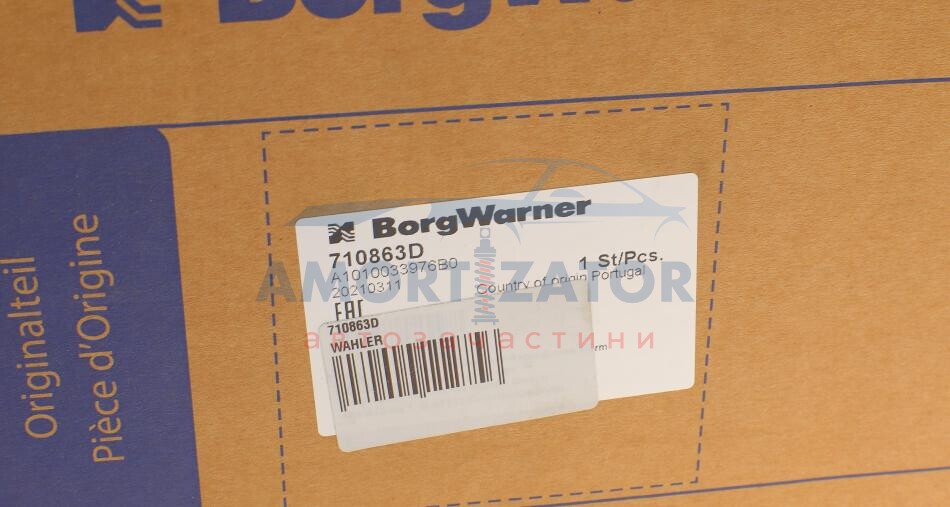 BorgWar
Originalteil
Pièce d'Origine
BorgWarner
710863D
A1010033976B0
20210311
1 St/Pcs.
Country of origin Portugal
EAC
710863D
WAHLER
AMORTIZATOR
автозапчастини